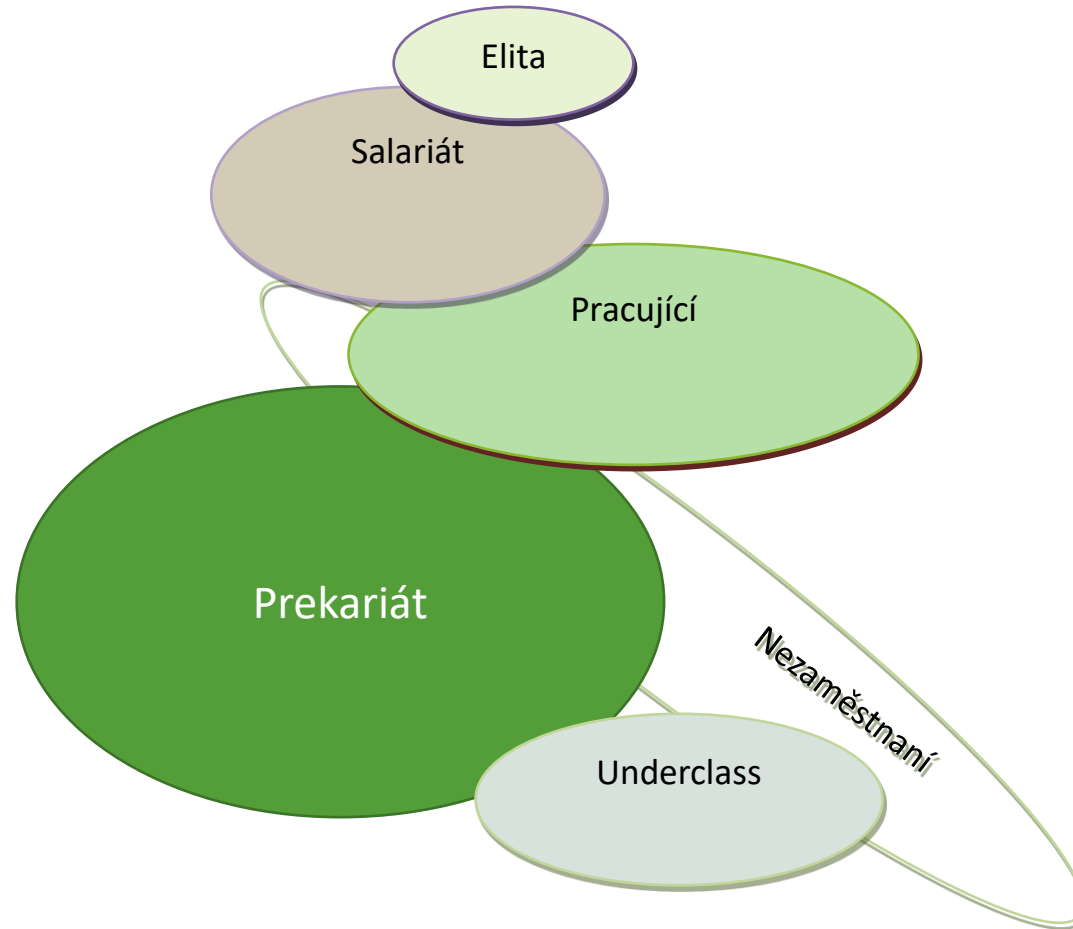 Elita
Salariát
Pracující
Prekariát
Nezaměstnaní
Underclass